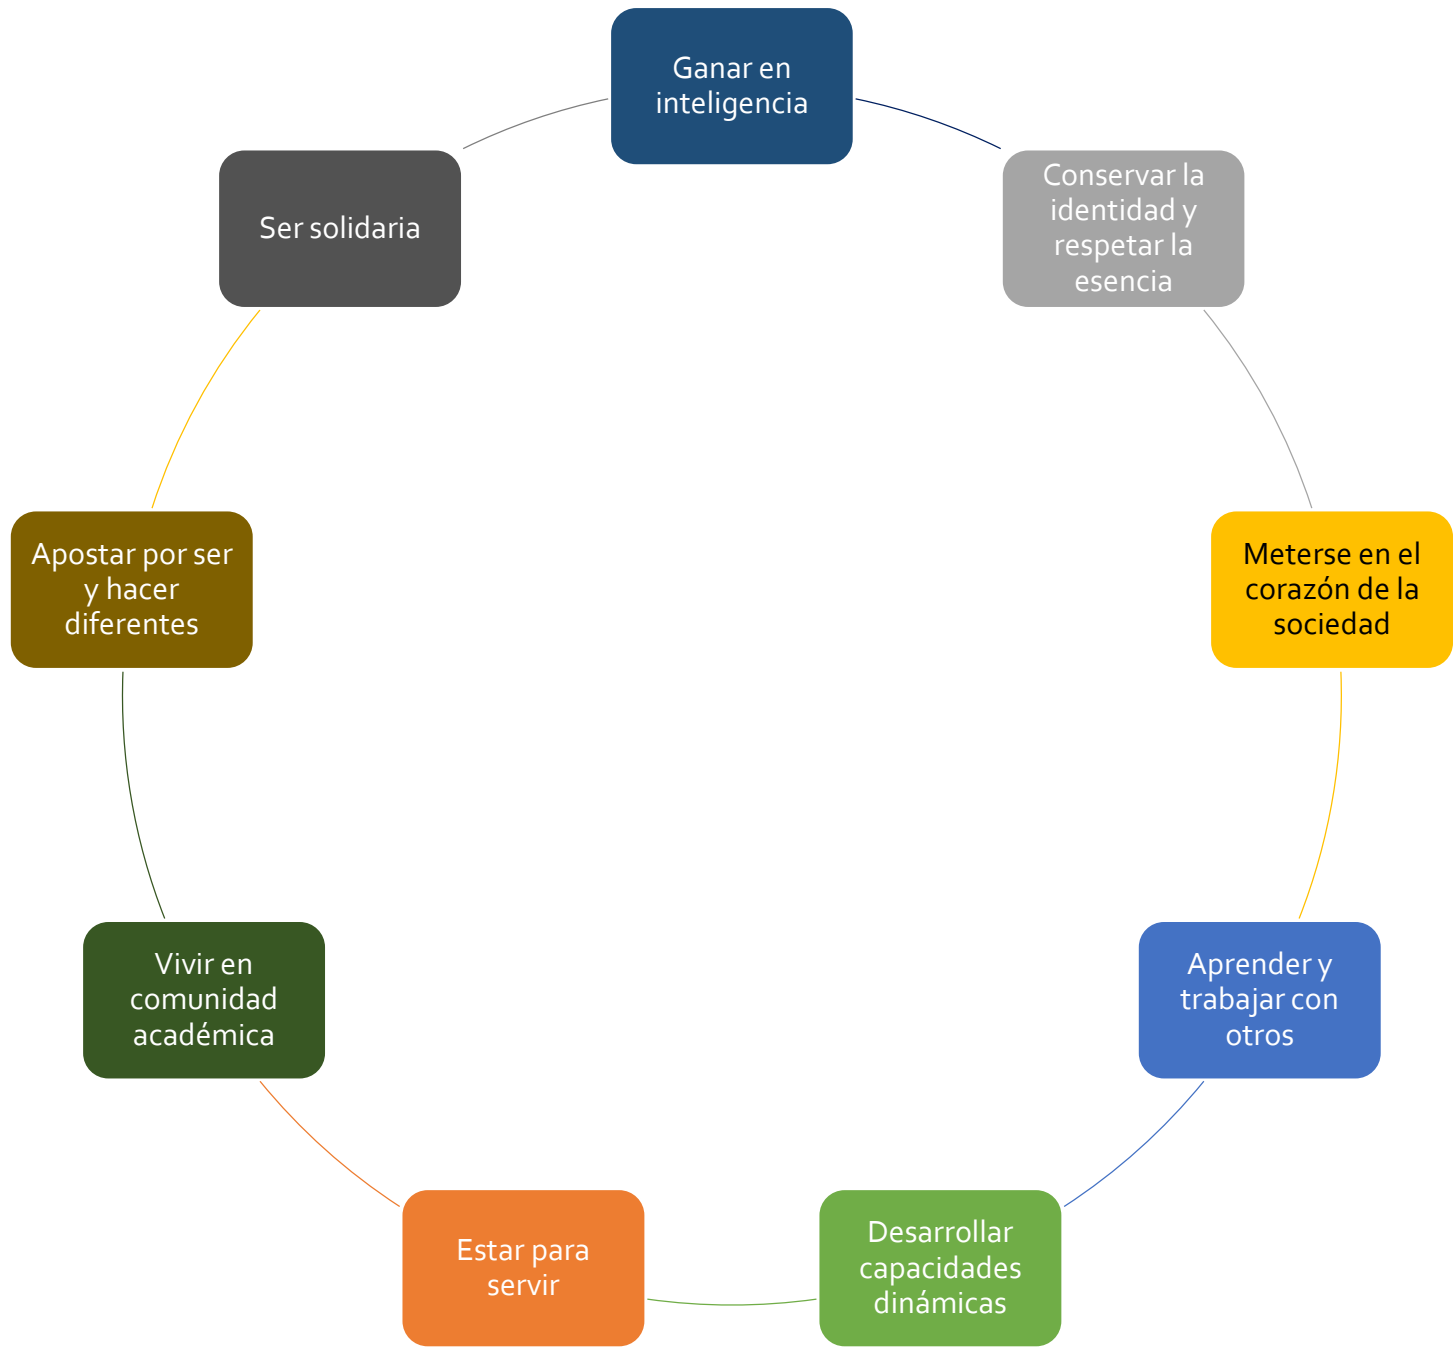 Ganar en
inteligencia
Conservar la
identidad y
respetar la
esencia
Meterse en el
corazón de la
sociedad
Aprender y
trabajar con
otros
Desarrollar
capacidades
dinámicas
Estar para
servir
Vivir en
comunidad
académica
Apostar por ser
y hacer
diferentes
Ser solidaria